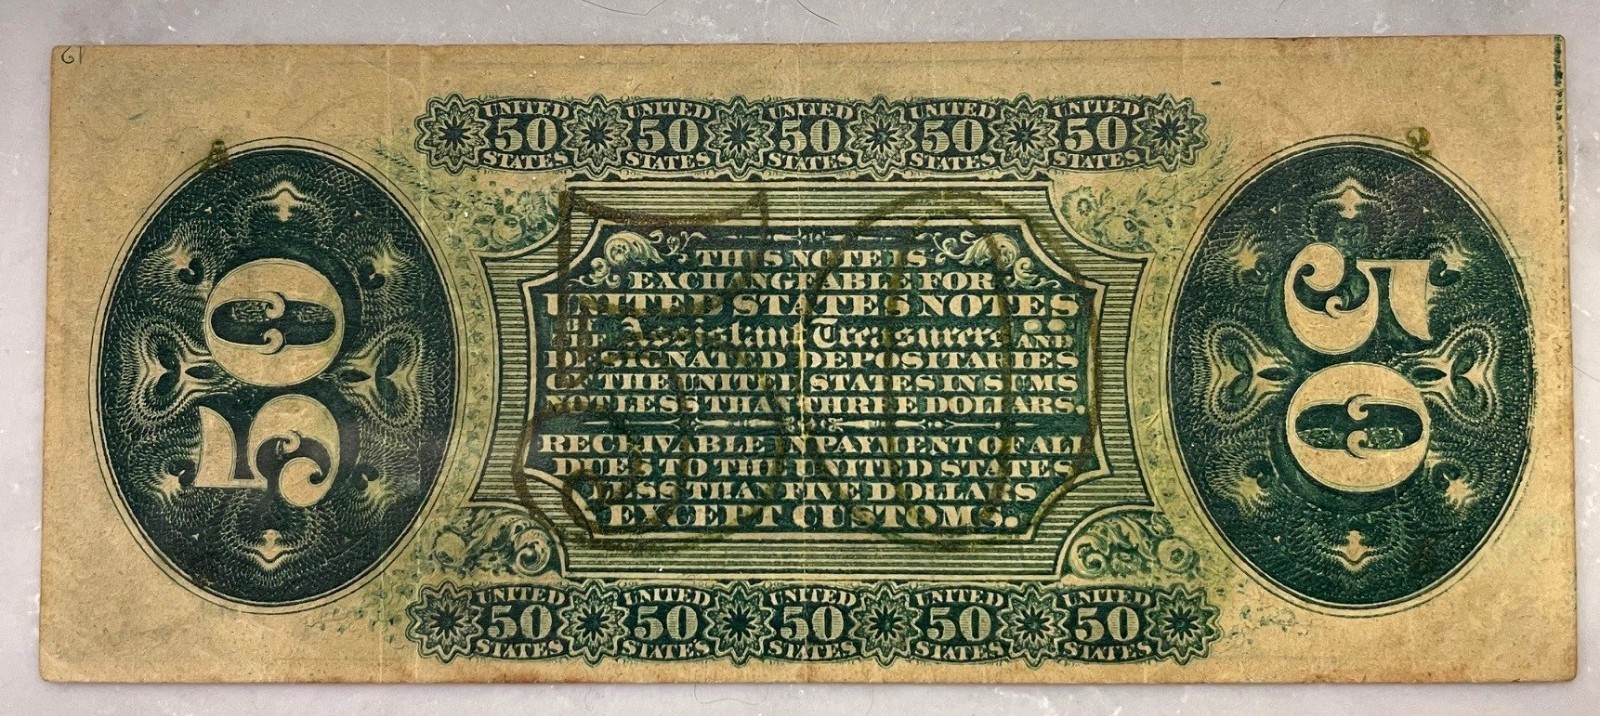 61
UNITED UNITED UNITED UNITED UNITED
50 50 50 50 50
STATES STATES STATES STATES STATES
A 2
50
50
50
THIS NOTE IS
EXCHANGEABLE FOR
UNITED STATES NOTES
BY THE Assistant Treasurers AND
DESIGNATED DEPOSITARIES
OF THE UNITED STATES IN SUMS
NOT LESS THAN THREE DOLLARS.
RECEIVABLE IN PAYMENT OF ALL
DUES TO THE UNITED STATES
LESS THAN FIVE DOLLARS
EXCEPT CUSTOMS.
UNITED UNITED UNITED UNITED UNITED
50 50 50 50 50
STATES STATES STATES STATES STATES